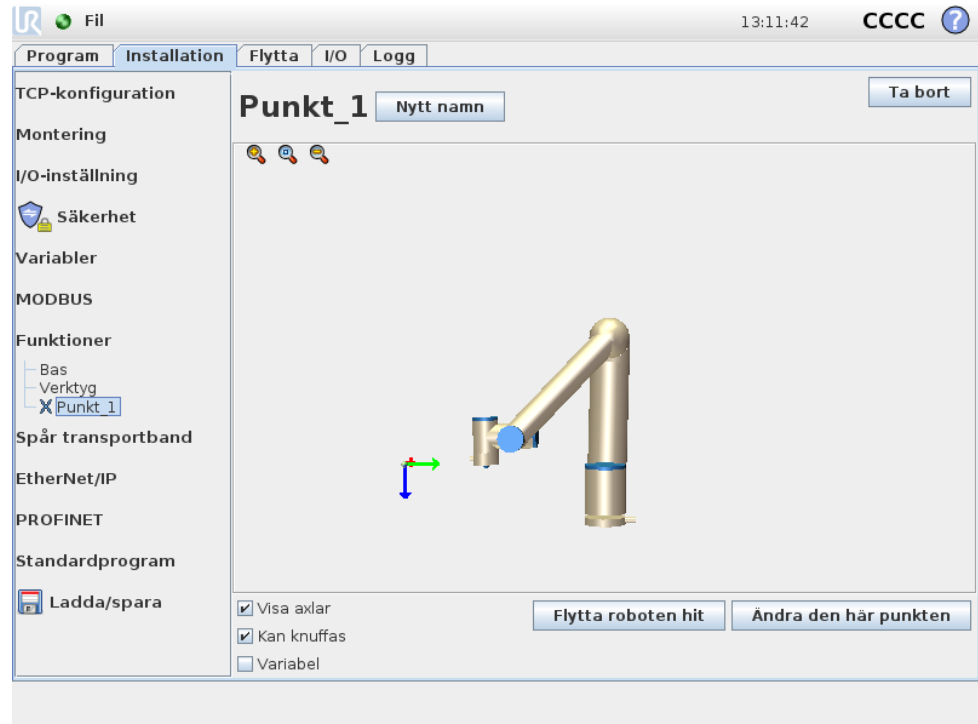 UR Fil 13:11:42 CCCC ?
Program Installation Flytta I/O Logg
TCP-konfiguration
Montering
I/O-inställning
Säkerhet
Variabler
MODBUS
Funktioner
Bas
Verktyg
Punkt_1
Spår transportband
EtherNet/IP
PROFINET
Standardprogram
Ladda/spara
Punkt_1 Nytt namn Ta bort
Visa axlar
Kan knuffas
Variabel
Flytta roboten hit Ändra den här punkten